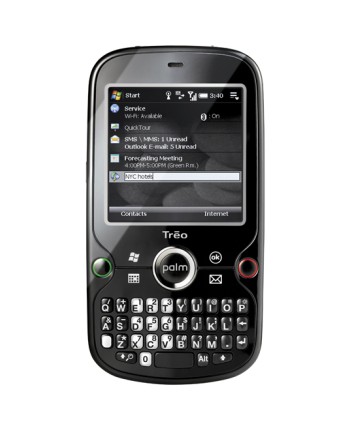 Start 3:40
Service
Wi-Fi: Available On
QuickTour
SMS \ MMS: 1 Unread
Outlook E-mail: 5 Unread
Forecasting Meeting
4:00PM-5:00PM (Green Rm.)
NYC hotels
Contacts Internet
Trēo
palm
ok
Q W E R T Y U I O P
A S D F G H J K L
Z X C V B N M .
0 Alt